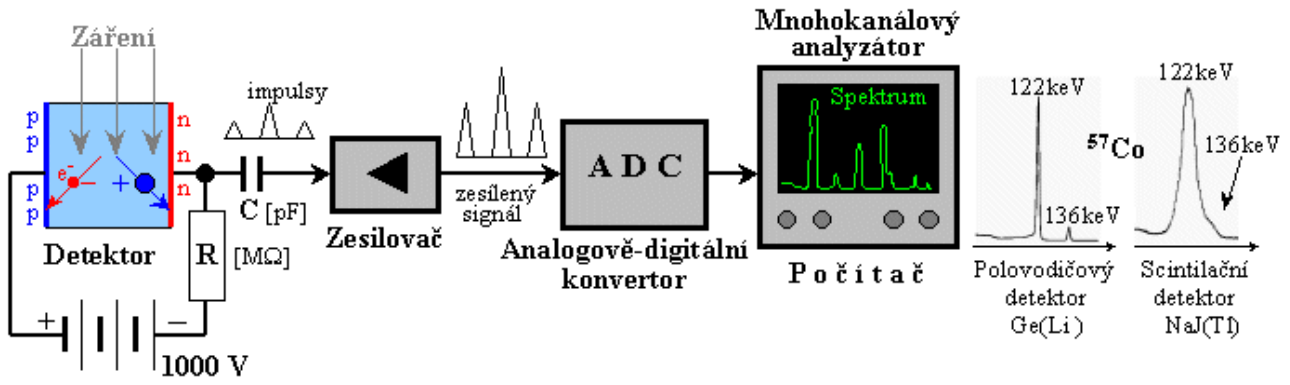 Záření
p
p
p
p
n
n
n
e-
−
+
Detektor
+
−
1000 V
R
[MΩ]
impulsy
C [pF]
Zesilovač
zesílený
signál
A D C
Analogově-digitální
konvertor
Mnohokanálový
analyzátor
Spektrum
Počítač
122keV
136keV
Polovodičový
detektor
Ge(Li)
57Co
122keV
136keV
Scintilační
detektor
NaJ(Tl)